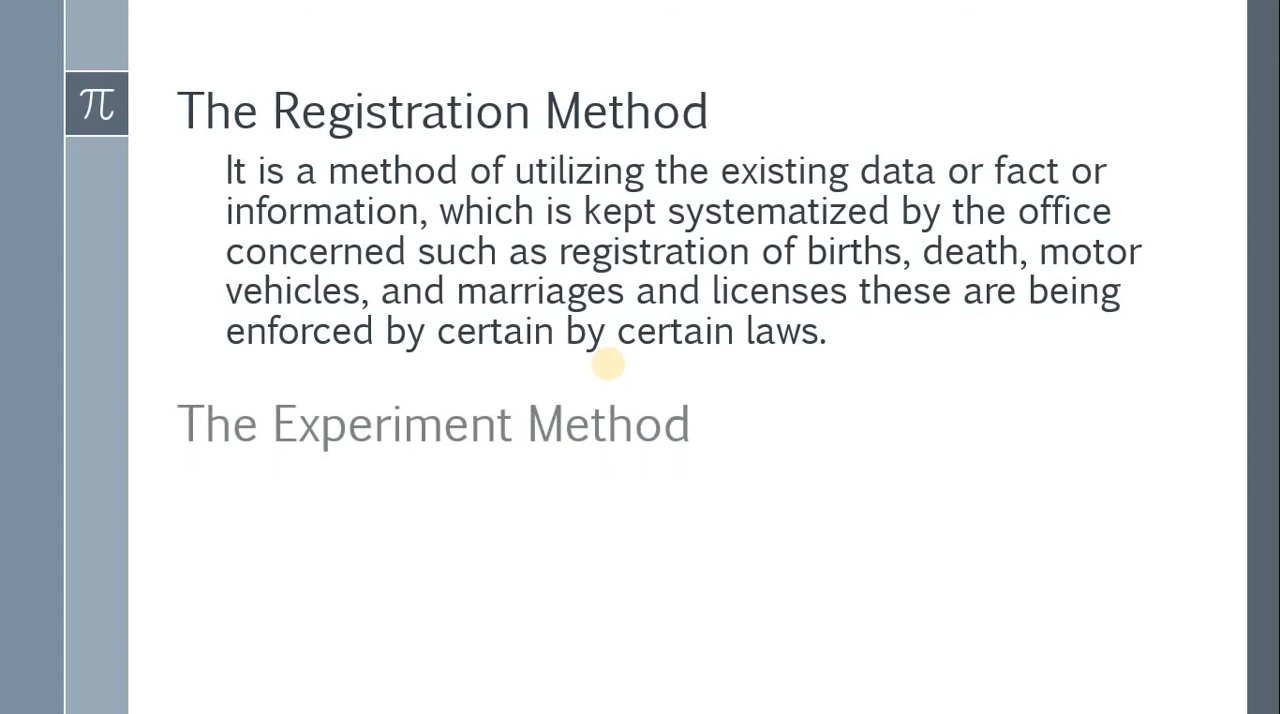 π
The Registration Method
It is a method of utilizing the existing data or fact or
information, which is kept systematized by the office
concerned such as registration of births, death, motor
vehicles, and marriages and licenses these are being
enforced by certain by certain laws.
The Experiment Method